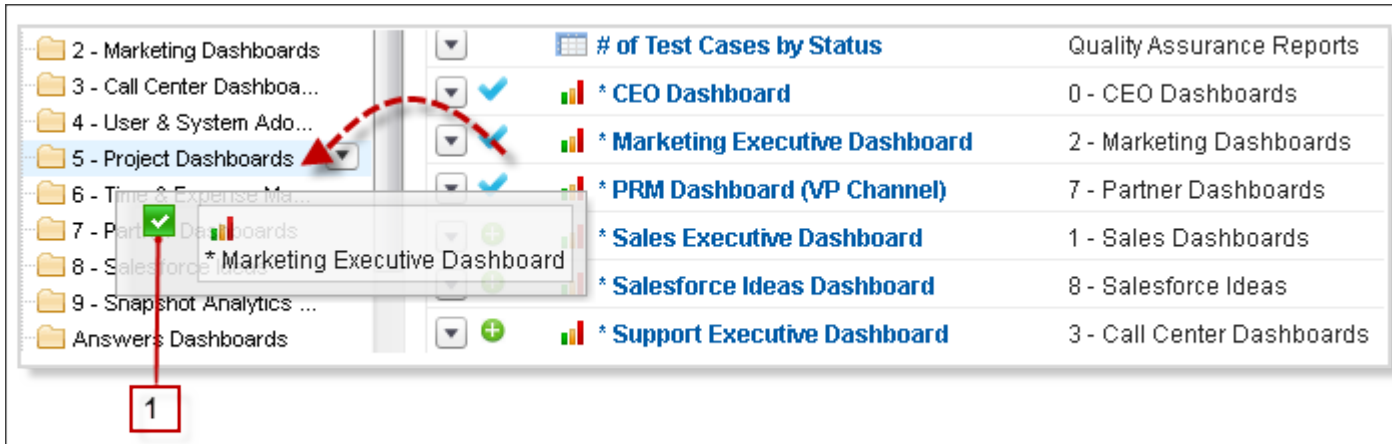 2 - Marketing Dashboards
3 - Call Center Dashboa...
4 - User & System Ado...
5 - Project Dashboards
6 - Time & Expense Ma...
7 - Partner Dashboards
8 - Salesforce Ideas
9 - Snapshot Analytics ...
Answers Dashboards
* Marketing Executive Dashboard
1
# of Test Cases by Status Quality Assurance Reports
* CEO Dashboard 0 - CEO Dashboards
* Marketing Executive Dashboard 2 - Marketing Dashboards
* PRM Dashboard (VP Channel) 7 - Partner Dashboards
* Sales Executive Dashboard 1 - Sales Dashboards
* Salesforce Ideas Dashboard 8 - Salesforce Ideas
* Support Executive Dashboard 3 - Call Center Dashboards